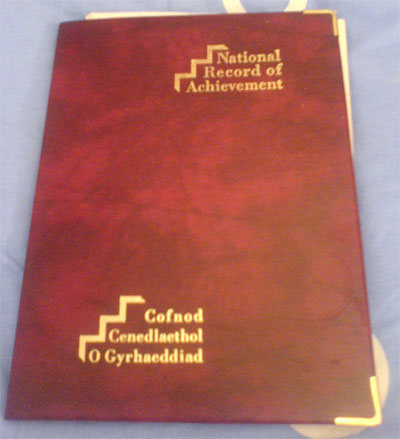 National
Record of
Achievement
Cofnod
Cenedlaethol
O Gyrhaeddiad